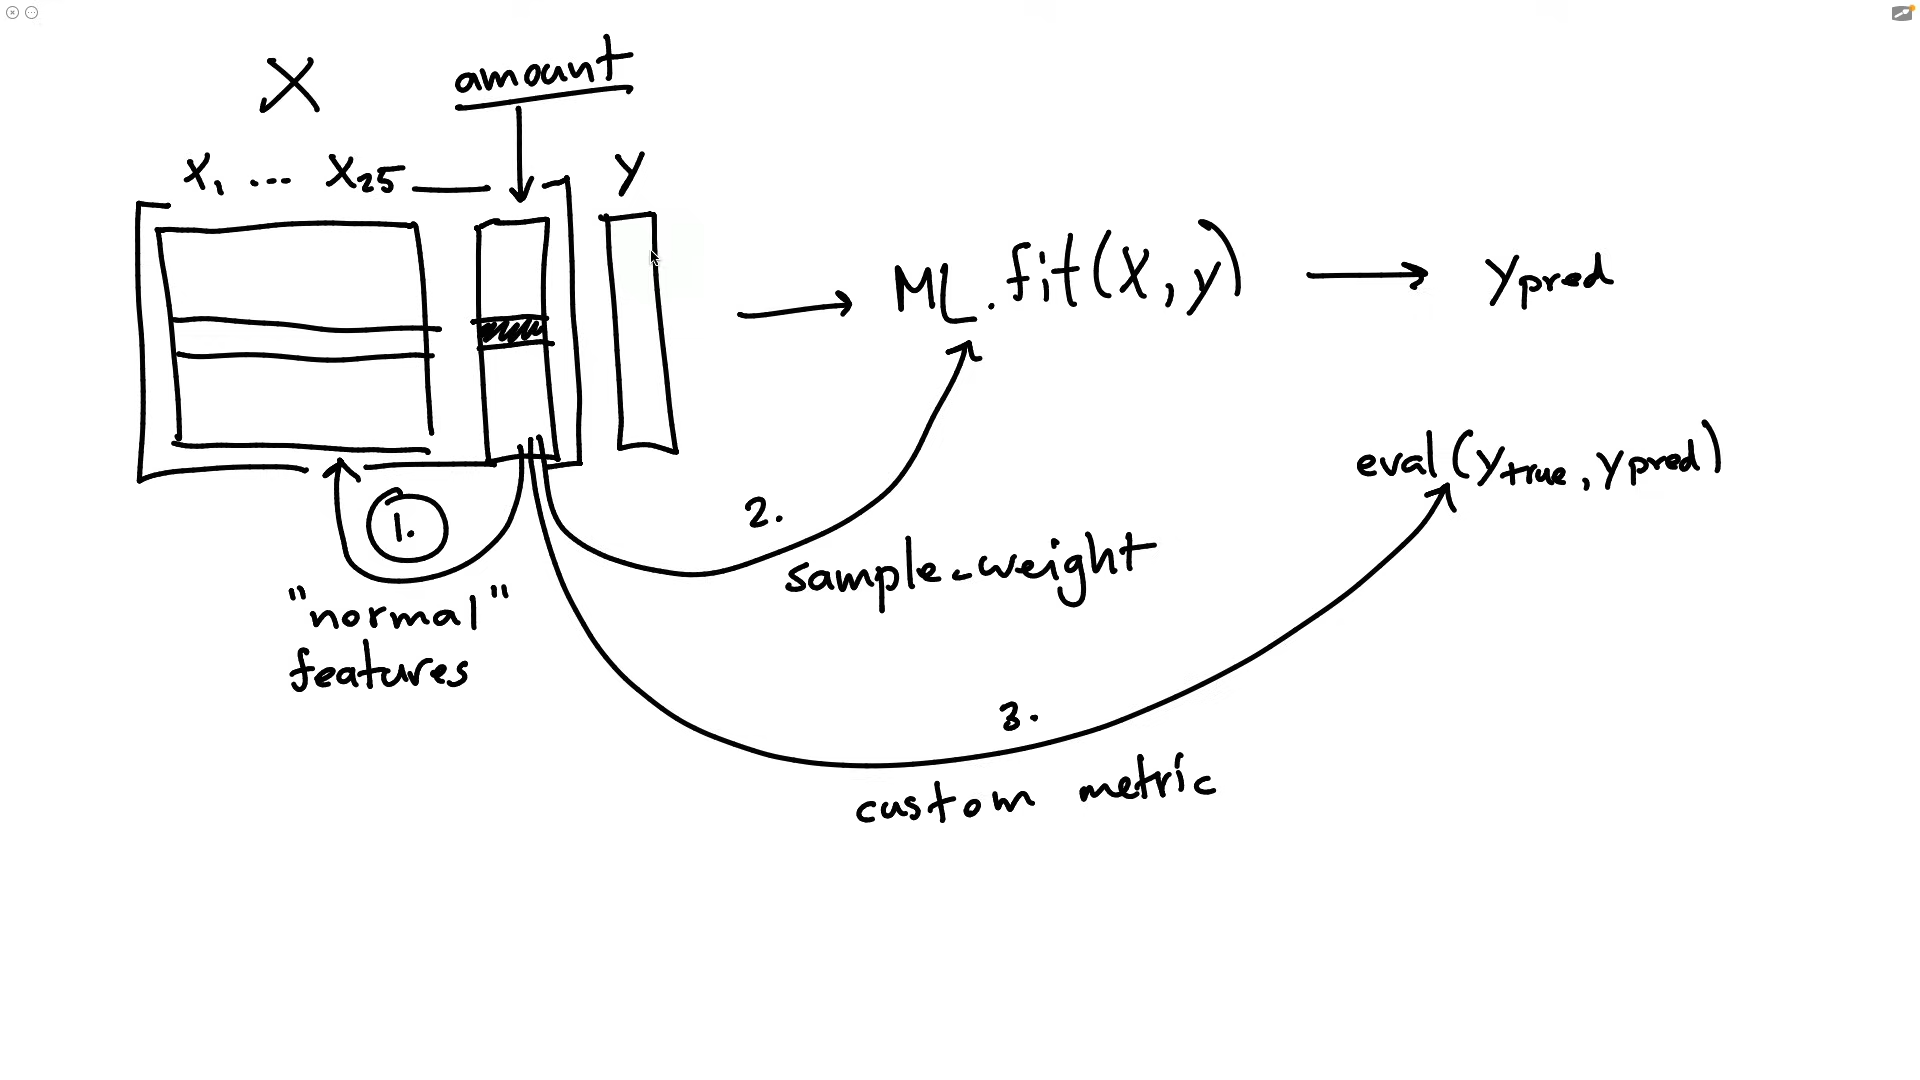 X
amount
x₁ ... x₂₅
y
ML.fit(X, y)
ypred
eval(ytrue, ypred)
1.
"normal"
features
2.
sample_weight
3.
custom metric